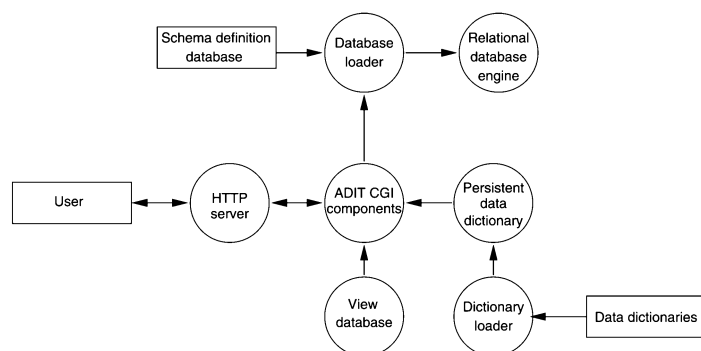 Schema definition
database
Database
loader
Relational
database
engine
User
HTTP
server
ADIT CGI
components
Persistent
data
dictionary
View
database
Dictionary
loader
Data dictionaries